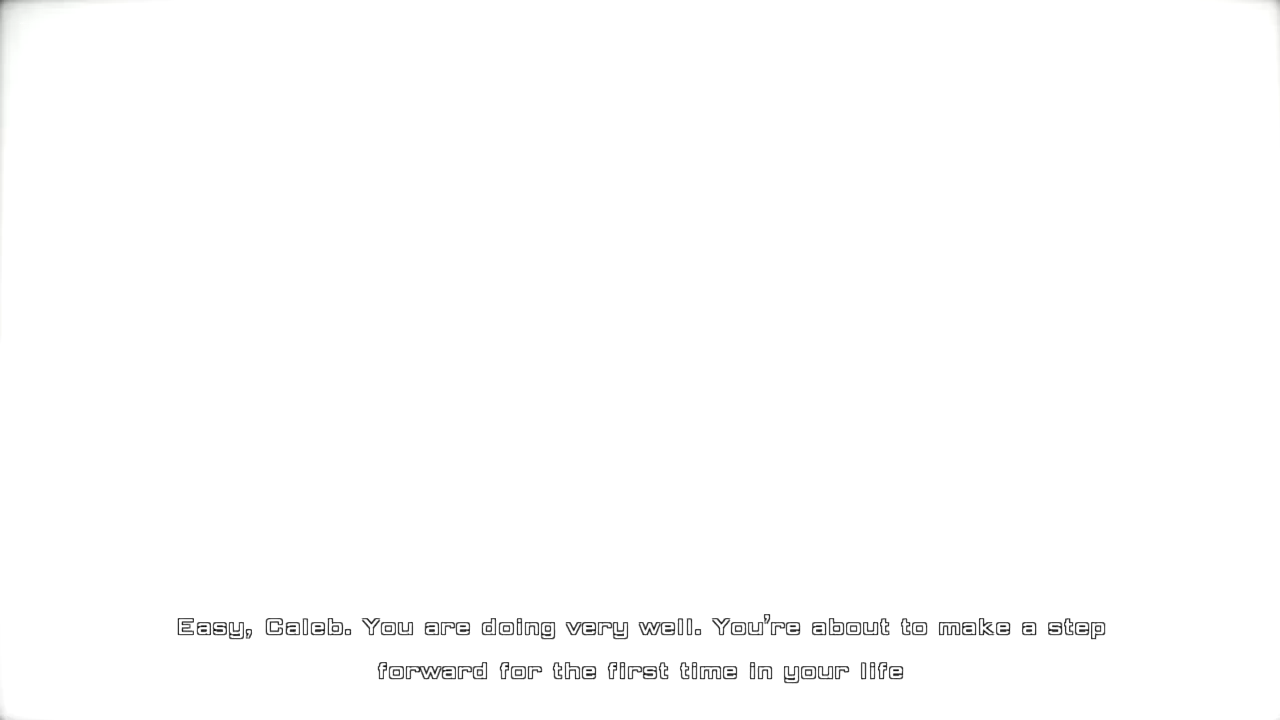 Easy, Caleb. You are doing very well. You're about to make a step
forward for the first time in your life